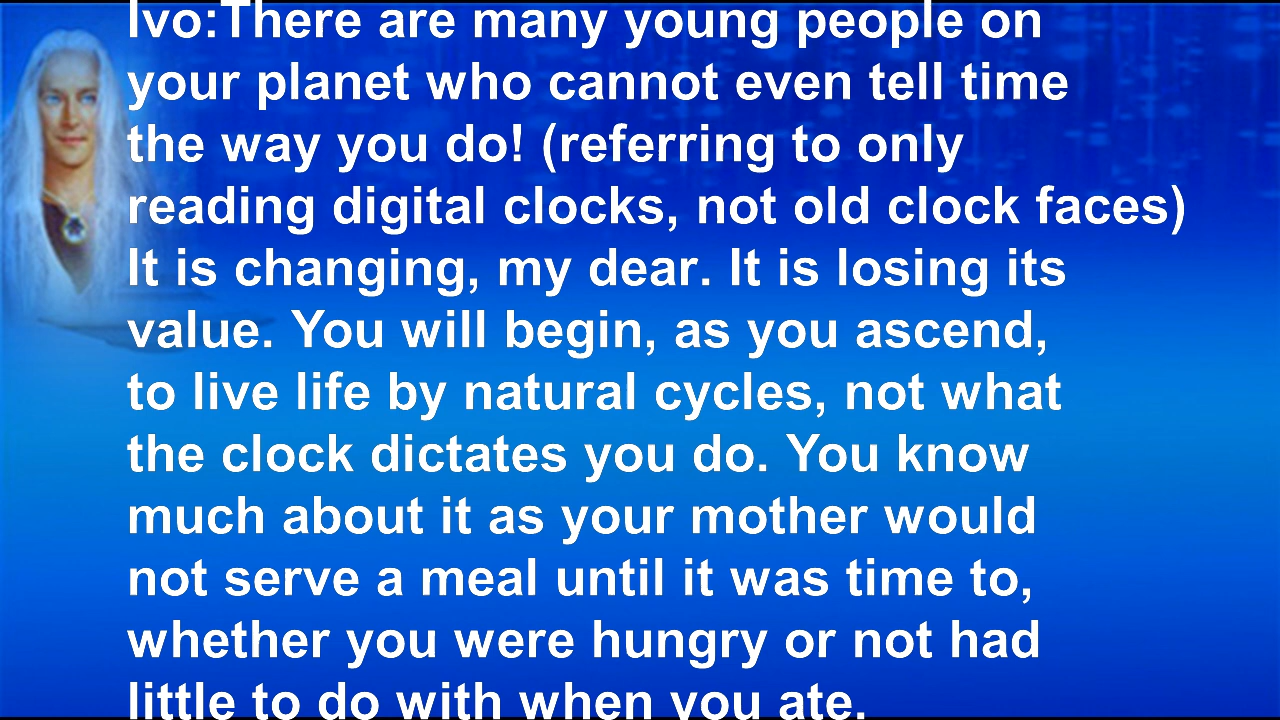 Ivo:There are many young people on
your planet who cannot even tell time
the way you do! (referring to only
reading digital clocks, not old clock faces)
It is changing, my dear. It is losing its
value. You will begin, as you ascend,
to live life by natural cycles, not what
the clock dictates you do. You know
much about it as your mother would
not serve a meal until it was time to,
whether you were hungry or not had
little to do with when you ate.